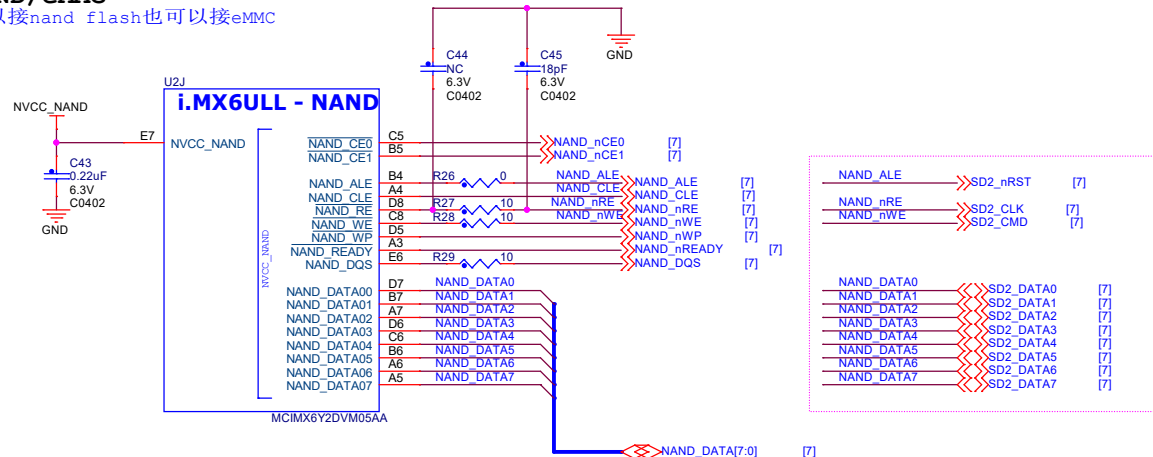 以接nand flash也可以接eMMC
GND
C44
NC
6.3V
C0402
C45
18pF
6.3V
C0402
U2J
i.MX6ULL - NAND
NVCC_NAND
E7
NVCC_NAND
C43
0.22uF
6.3V
C0402
GND
NVCC_NAND
NAND_CE0 C5 NAND_nCE0 [7]
NAND_CE1 B5 NAND_nCE1 [7]
NAND_ALE B4 R26 0 NAND_ALE NAND_ALE [7]
NAND_CLE A4 NAND_CLE NAND_CLE [7]
NAND_RE D8 R27 10 NAND_nRE NAND_nRE [7]
NAND_WE C8 R28 10 NAND_nWE NAND_nWE [7]
NAND_WP D5 NAND_nWP [7]
NAND_READY A3 NAND_nREADY [7]
NAND_DQS E6 R29 10 NAND_DQS [7]
NAND_DATA00 D7 NAND_DATA0
NAND_DATA01 B7 NAND_DATA1
NAND_DATA02 A7 NAND_DATA2
NAND_DATA03 D6 NAND_DATA3
NAND_DATA04 C6 NAND_DATA4
NAND_DATA05 B6 NAND_DATA5
NAND_DATA06 A6 NAND_DATA6
NAND_DATA07 A5 NAND_DATA7
MCIMX6Y2DVM05AA
NAND_DATA[7:0] [7]
NAND_ALE SD2_nRST [7]
NAND_nRE SD2_CLK [7]
NAND_nWE SD2_CMD [7]
NAND_DATA0 SD2_DATA0 [7]
NAND_DATA1 SD2_DATA1 [7]
NAND_DATA2 SD2_DATA2 [7]
NAND_DATA3 SD2_DATA3 [7]
NAND_DATA4 SD2_DATA4 [7]
NAND_DATA5 SD2_DATA5 [7]
NAND_DATA6 SD2_DATA6 [7]
NAND_DATA7 SD2_DATA7 [7]